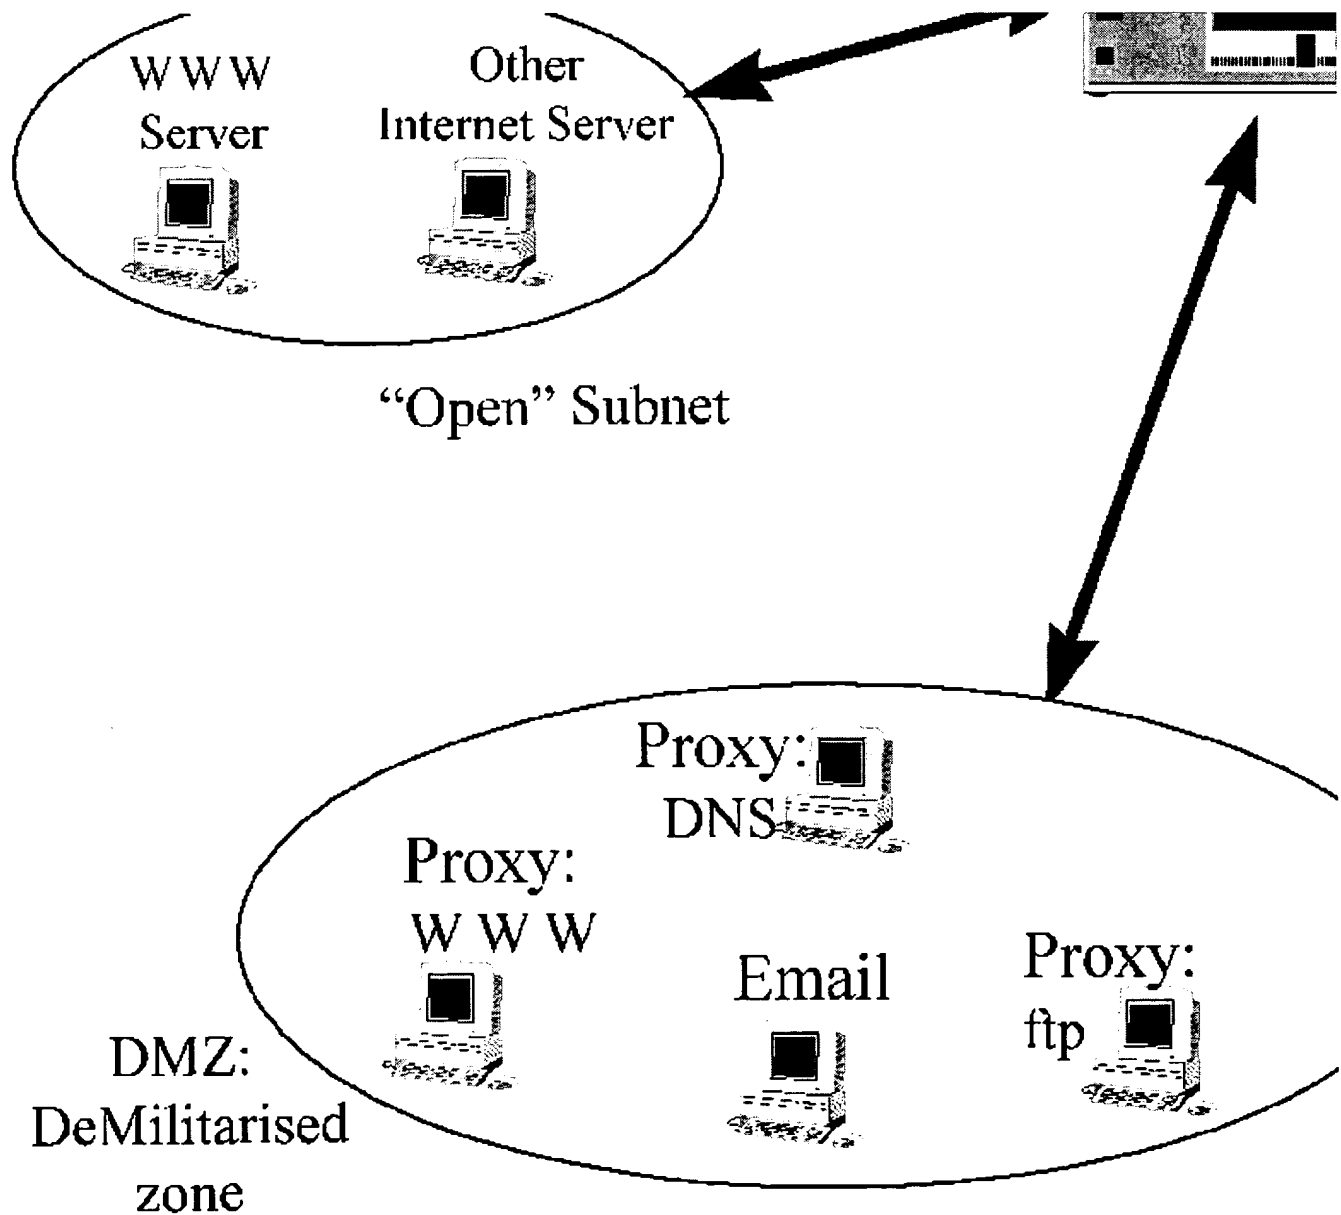 W W W
Server
Other
Internet Server
“Open” Subnet
Proxy:
DNS
Proxy:
W W W
Email
Proxy:
ftp
DMZ:
DeMilitarised
zone